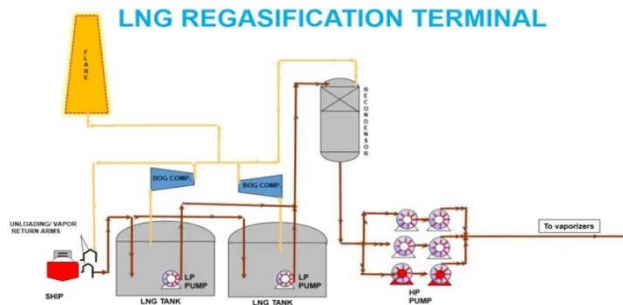 LNG REGASIFICATION TERMINAL
FLARE
RECONDENSOR
BOG COMP.
BOG COMP.
UNLOADING/ VAPOR
RETURN ARMS
To vaporizers
LP
PUMP
LP
PUMP
SHIP
LNG TANK
LNG TANK
HP
PUMP